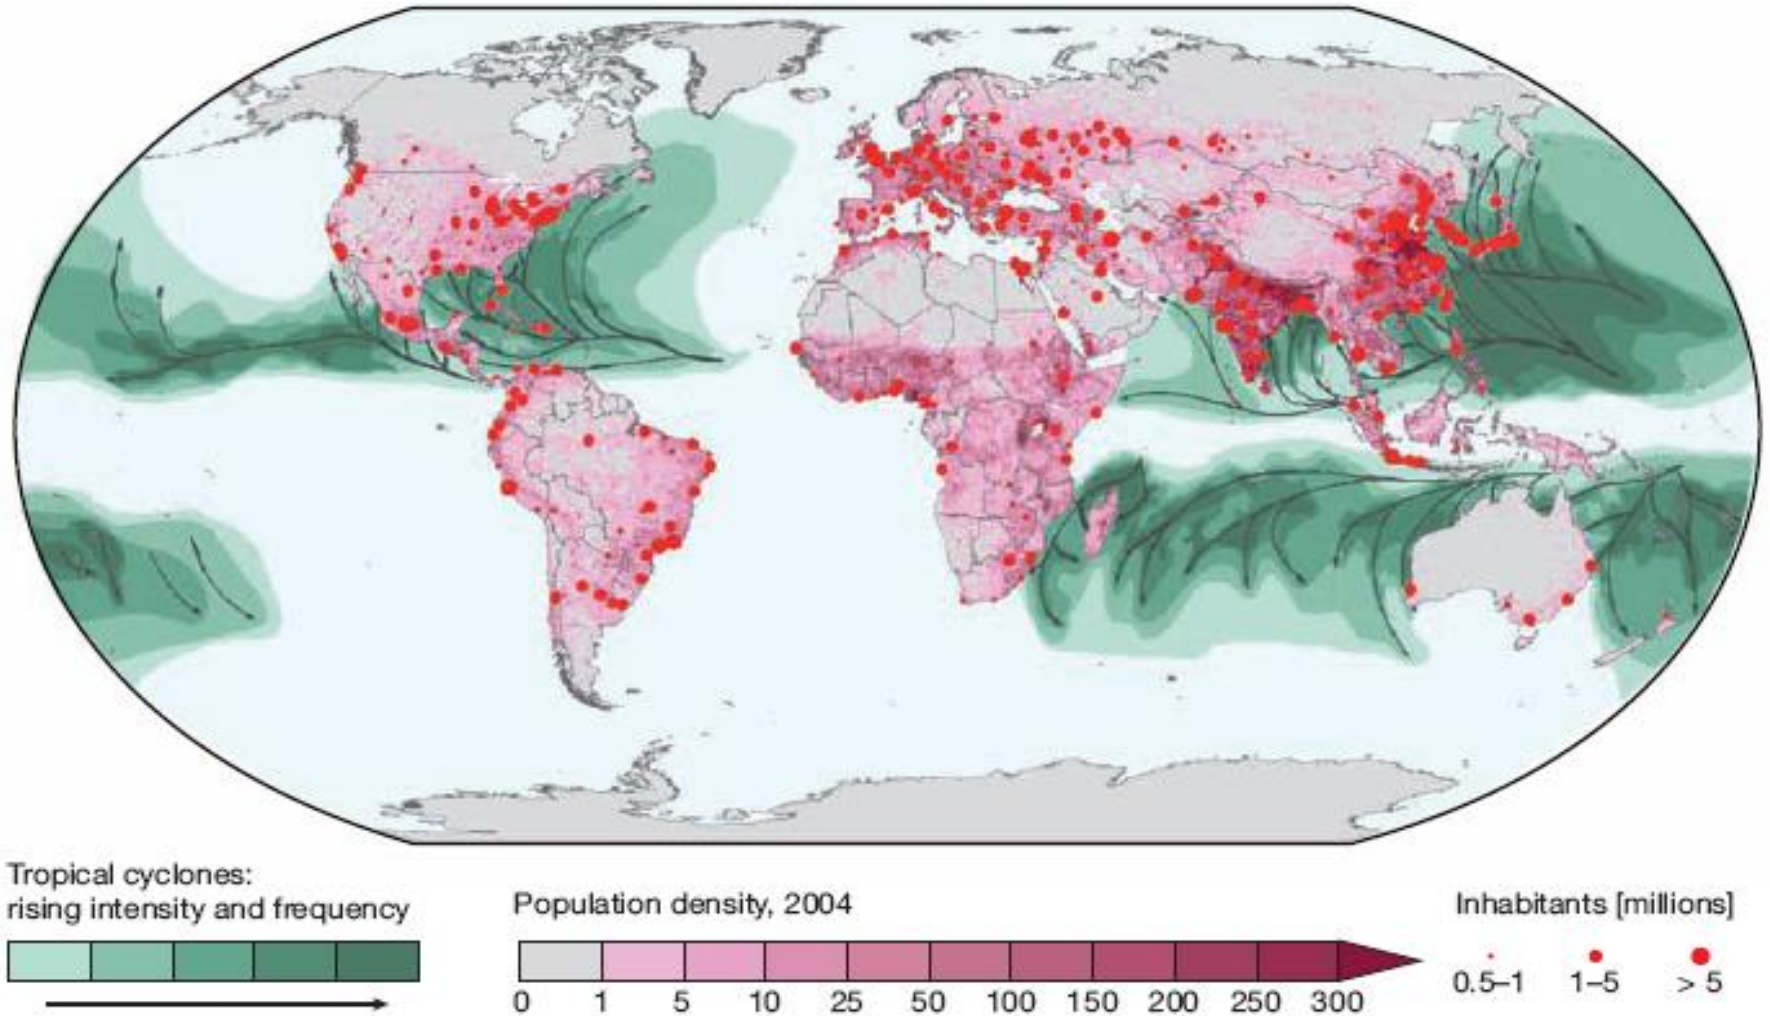 Tropical cyclones:
rising intensity and frequency
Population density, 2004
0 1 5 10 25 50 100 150 200 250 300
Inhabitants [millions]
0.5–1 1–5 > 5